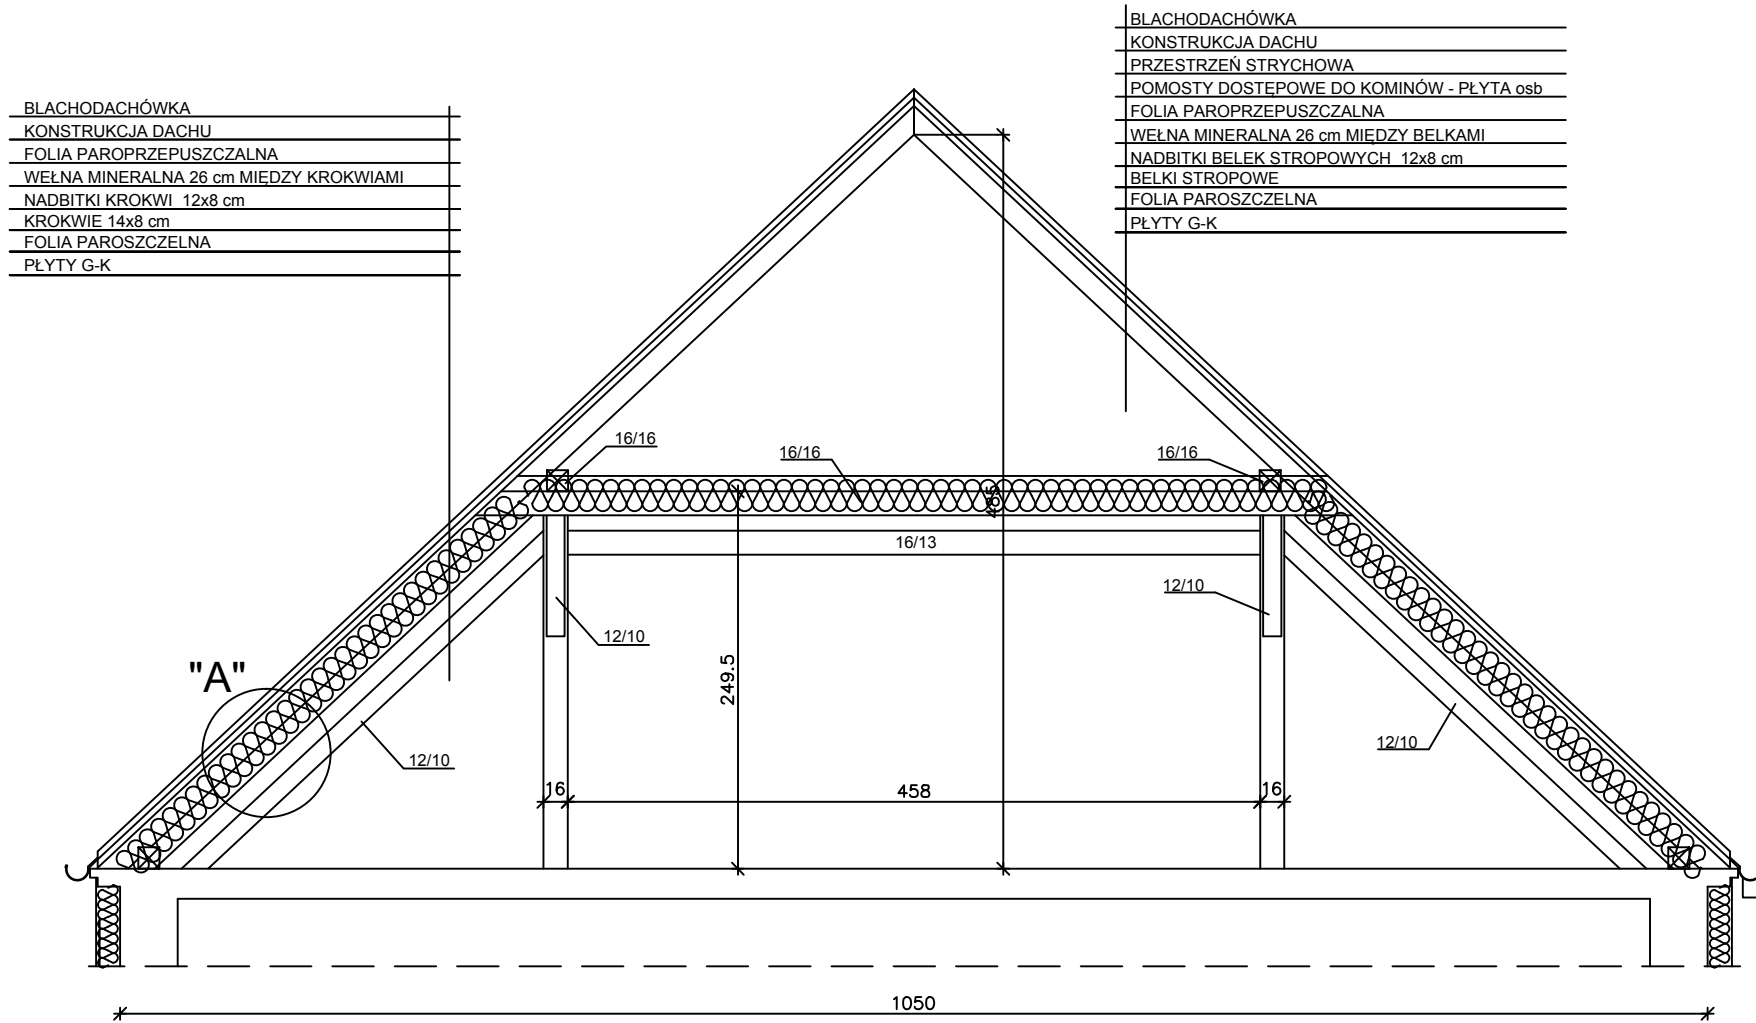 BLACHODACHÓWKA
KONSTRUKCJA DACHU
FOLIA PAROPRZEPUSZCZALNA
WEŁNA MINERALNA 26 cm MIĘDZY KROKWIAMI
NADBITKI KROKWI 12x8 cm
KROKWIE 14x8 cm
FOLIA PAROSZCZELNA
PŁYTY G-K
BLACHODACHÓWKA
KONSTRUKCJA DACHU
PRZESTRZEŃ STRYCHOWA
POMOSTY DOSTĘPOWE DO KOMINÓW - PŁYTA osb
FOLIA PAROPRZEPUSZCZALNA
WEŁNA MINERALNA 26 cm MIĘDZY BELKAMI
NADBITKI BELEK STROPOWYCH 12x8 cm
BELKI STROPOWE
FOLIA PAROSZCZELNA
PŁYTY G-K
16/16
16/16
16/16
485
16/13
12/10
12/10
249.5
"A"
12/10
12/10
16
458
16
1050